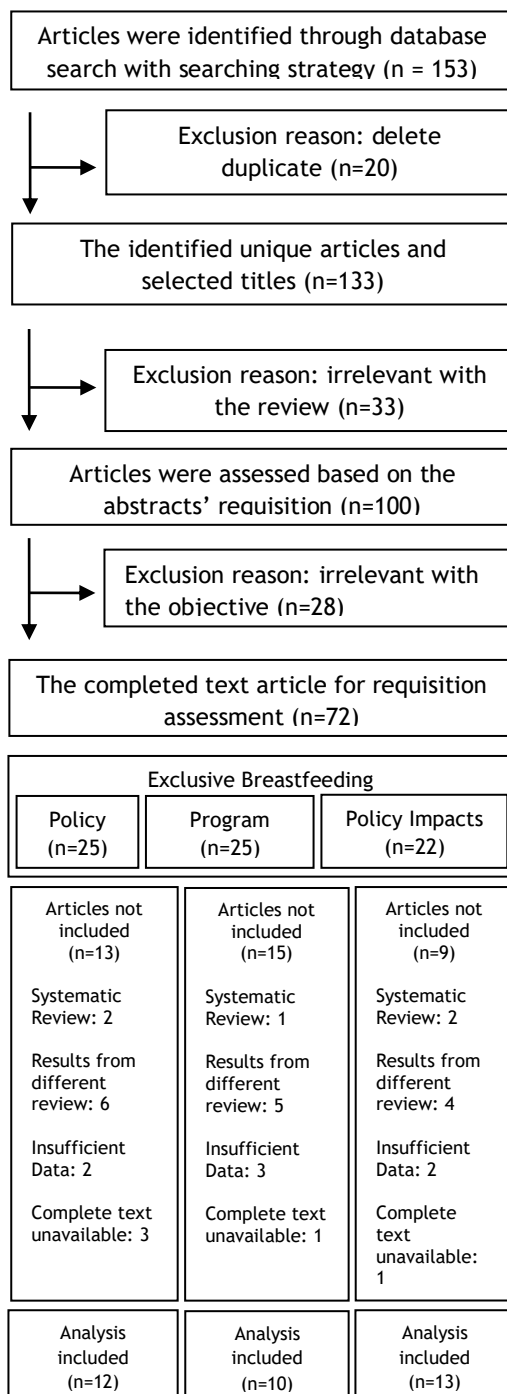 Articles were identified through database
search with searching strategy (n = 153)
Exclusion reason: delete
duplicate (n=20)
The identified unique articles and
selected titles (n=133)
Exclusion reason: irrelevant with
the review (n=33)
Articles were assessed based on the
abstracts’ requisition (n=100)
Exclusion reason: irrelevant with
the objective (n=28)
The completed text article for requisition
assessment (n=72)
Exclusive Breastfeeding
Policy
(n=25)
Program
(n=25)
Policy Impacts
(n=22)
Articles not
included
(n=13)
Systematic
Review: 2
Results from
different
review: 6
Insufficient
Data: 2
Complete text
unavailable: 3
Articles not
included
(n=15)
Systematic
Review: 1
Results from
different
review: 5
Insufficient
Data: 3
Complete text
unavailable: 1
Articles not
included
(n=9)
Systematic
Review: 2
Results from
different
review: 4
Insufficient
Data: 2
Complete
text
unavailable:
1
Analysis
included
(n=12)
Analysis
included
(n=10)
Analysis
included
(n=13)